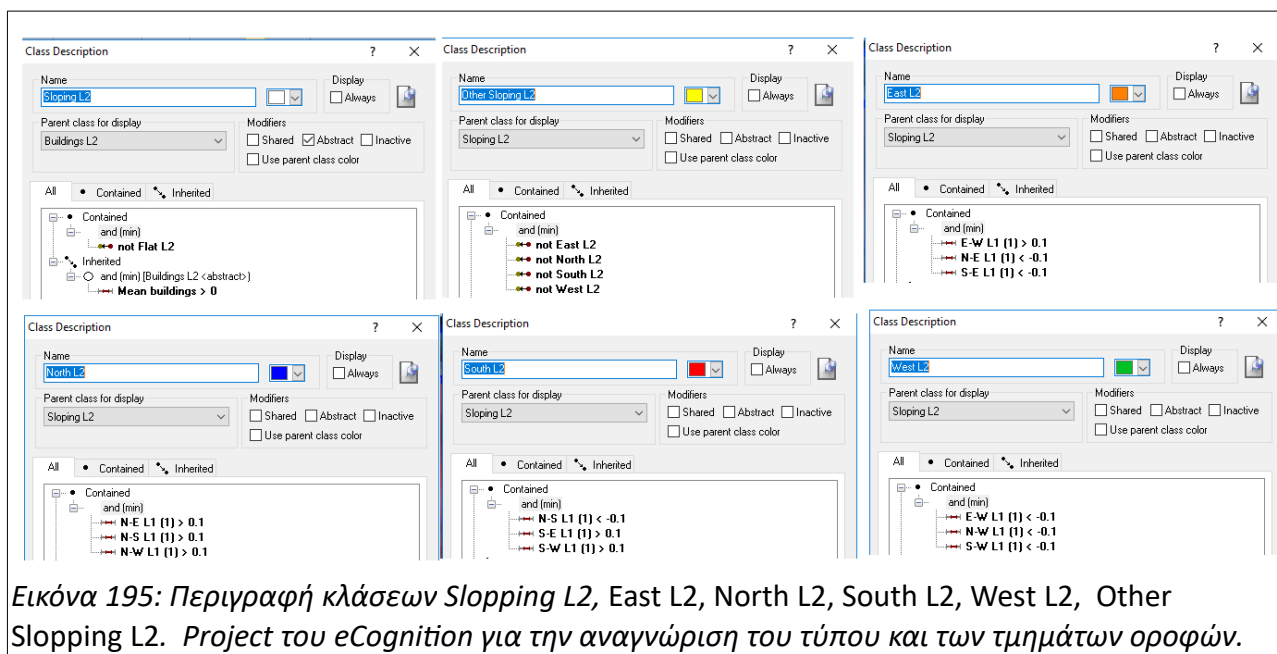 Class Description ? ×
Name
Sloping L2
Display
Always
Parent class for display
Buildings L2
Modifiers
Shared Abstract Inactive
Use parent class color
All Contained Inherited
Contained
and (min)
not Flat L2
Inherited
and (min) [Buildings L2 <abstract>)
Mean buildings > 0
Class Description ? ×
Name
Other Sloping L2
Display
Always
Parent class for display
Sloping L2
Modifiers
Shared Abstract Inactive
Use parent class color
All Contained Inherited
Contained
and (min)
not East L2
not North L2
not South L2
not West L2
Class Description ? ×
Name
East L2
Display
Always
Parent class for display
Sloping L2
Modifiers
Shared Abstract Inactive
Use parent class color
All Contained Inherited
Contained
and (min)
E-W L1 (1) > 0.1
N-E L1 (1) < -0.1
S-E L1 (1) < -0.1
Class Description ? ×
Name
North L2
Display
Always
Parent class for display
Sloping L2
Modifiers
Shared Abstract Inactive
Use parent class color
All Contained Inherited
Contained
and (min)
N-E L1 (1) > 0.1
N-S L1 (1) > 0.1
N-W L1 (1) > 0.1
Class Description ? ×
Name
South L2
Display
Always
Parent class for display
Sloping L2
Modifiers
Shared Abstract Inactive
Use parent class color
All Contained Inherited
Contained
and (min)
N-S L1 (1) < -0.1
S-E L1 (1) > 0.1
S-W L1 (1) > 0.1
Class Description ? ×
Name
West L2
Display
Always
Parent class for display
Sloping L2
Modifiers
Shared Abstract Inactive
Use parent class color
All Contained Inherited
Contained
and (min)
E-W L1 (1) < -0.1
N-W L1 (1) < -0.1
S-W L1 (1) < -0.1
Εικόνα 195: Περιγραφή κλάσεων Slopping L2, East L2, North L2, South L2, West L2, Other
Slopping L2. Project του eCognition για την αναγνώριση του τύπου και των τμημάτων οροφών.